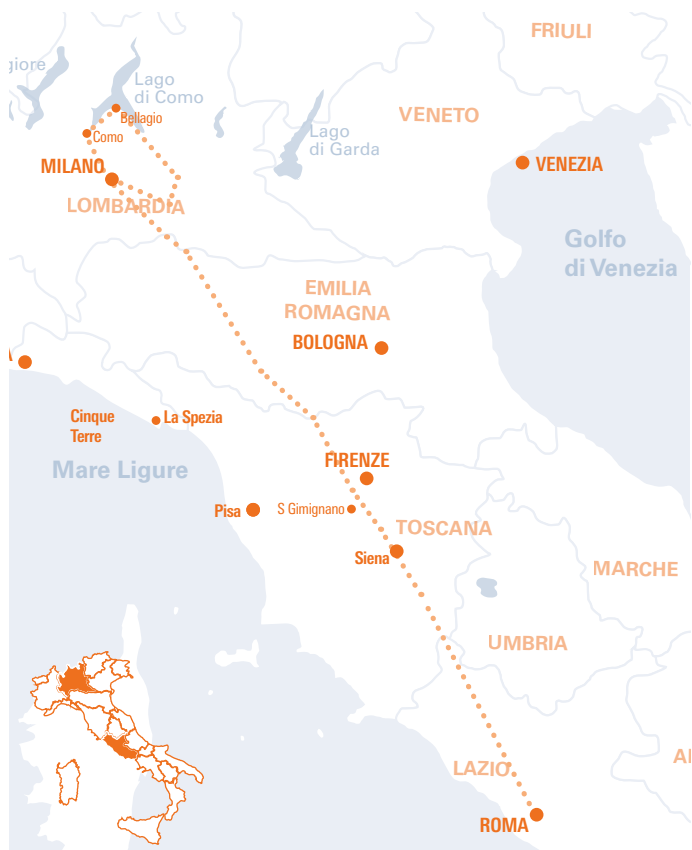 FRIULI
giore
Lago
di Como
Bellagio
VENETO
Como
Lago
di Garda
MILANO
VENEZIA
LOMBARDIA
Golfo
di Venezia
EMILIA
ROMAGNA
BOLOGNA
Cinque
Terre
La Spezia
Mare Ligure
FIRENZE
Pisa
S Gimignano
TOSCANA
Siena
MARCHE
UMBRIA
LAZIO
ROMA